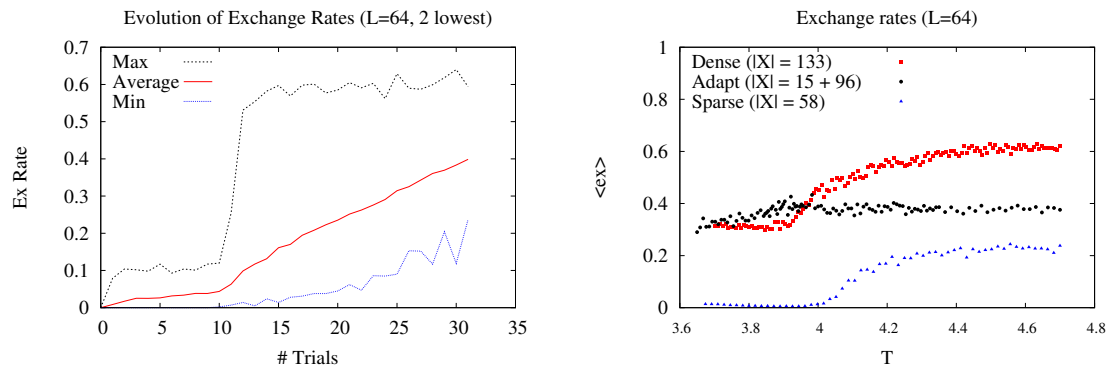 Evolution of Exchange Rates (L=64, 2 lowest)
0.7
0.6
0.5
0.4
0.3
0.2
0.1
0
Ex Rate
Max
Average
Min
0 5 10 15 20 25 30 35
# Trials
Exchange rates (L=64)
1
0.8
0.6
0.4
0.2
0
<ex>
Dense (|X| = 133)
Adapt (|X| = 15 + 96)
Sparse (|X| = 58)
3.6 3.8 4 4.2 4.4 4.6 4.8
T